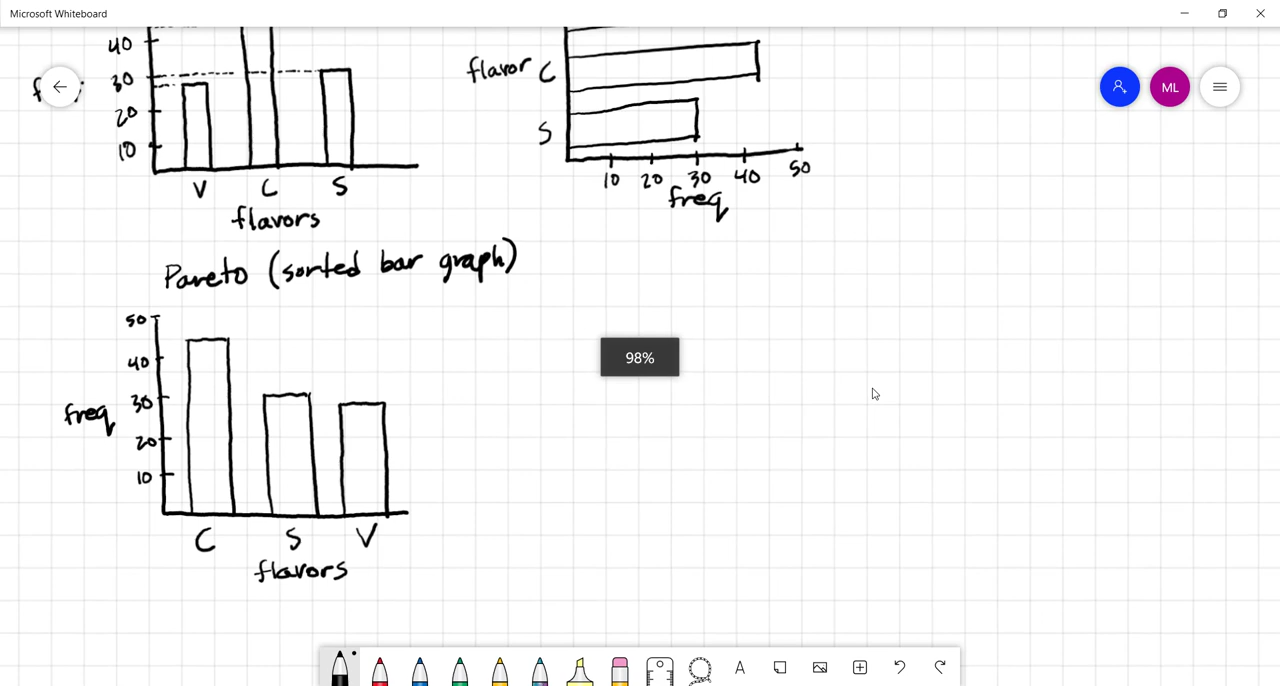 Microsoft Whiteboard
40
30
20
10
V C S
flavors
flavor C
S
10 20 30 40 50
freq
ML
Pareto (sorted bar graph)
50
40
30
20
10
freq
C S V
flavors
98%
A